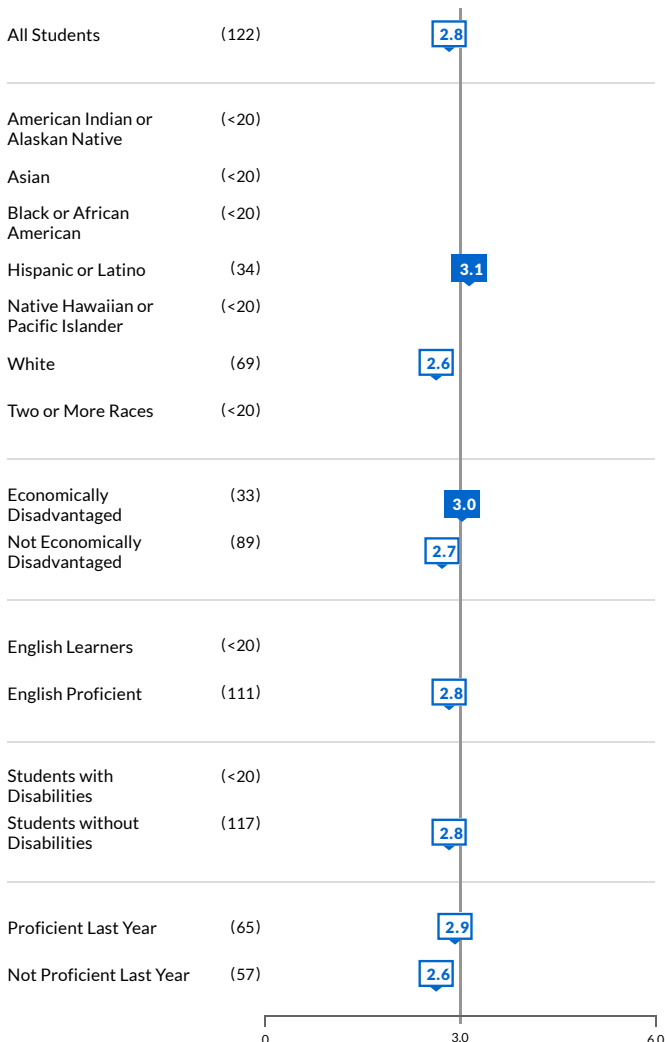 All Students (122) 2.8
American Indian or (<20)
Alaskan Native
Asian (<20)
Black or African (<20)
American
Hispanic or Latino (34) 3.1
Native Hawaiian or (<20)
Pacific Islander
White (69) 2.6
Two or More Races (<20)
Economically (33) 3.0
Disadvantaged
Not Economically (89) 2.7
Disadvantaged
English Learners (<20)
English Proficient (111) 2.8
Students with (<20)
Disabilities
Students without (117) 2.8
Disabilities
Proficient Last Year (65) 2.9
Not Proficient Last Year (57) 2.6
0 3.0 6.0